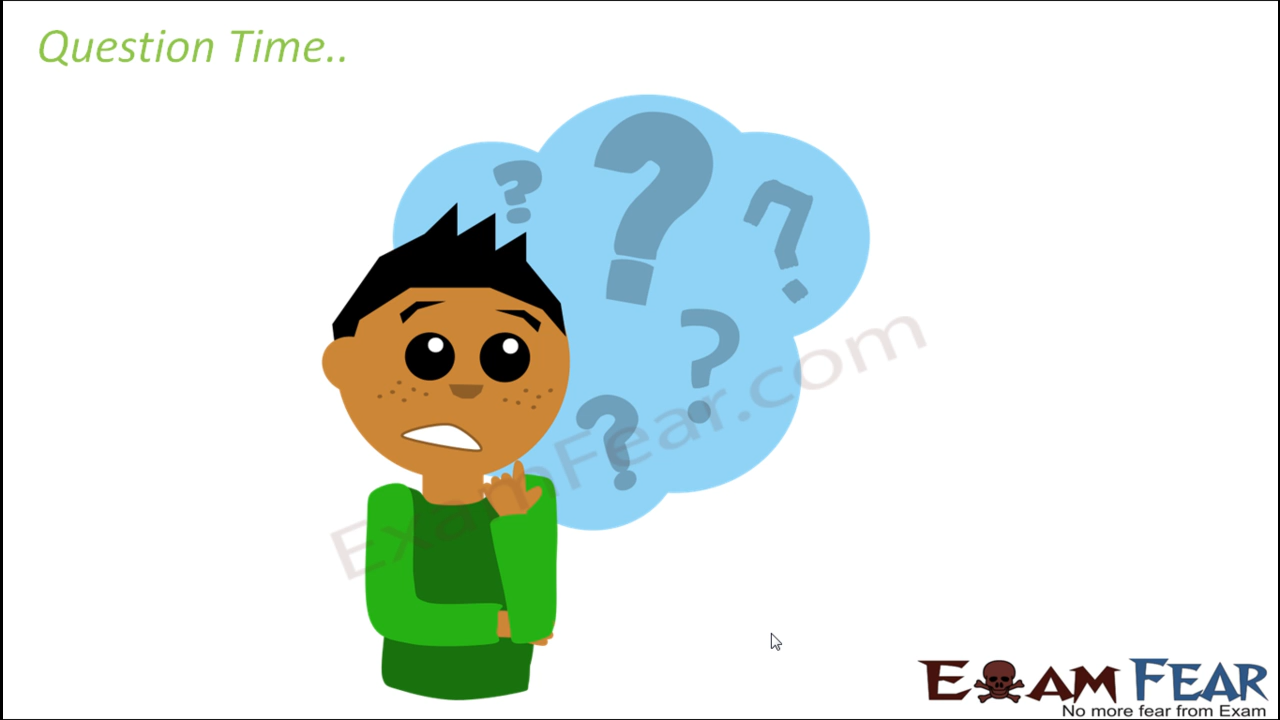 Question Time..
? ? ?
?
?
ExamFear.com
EXAM FEAR
No more fear from Exam